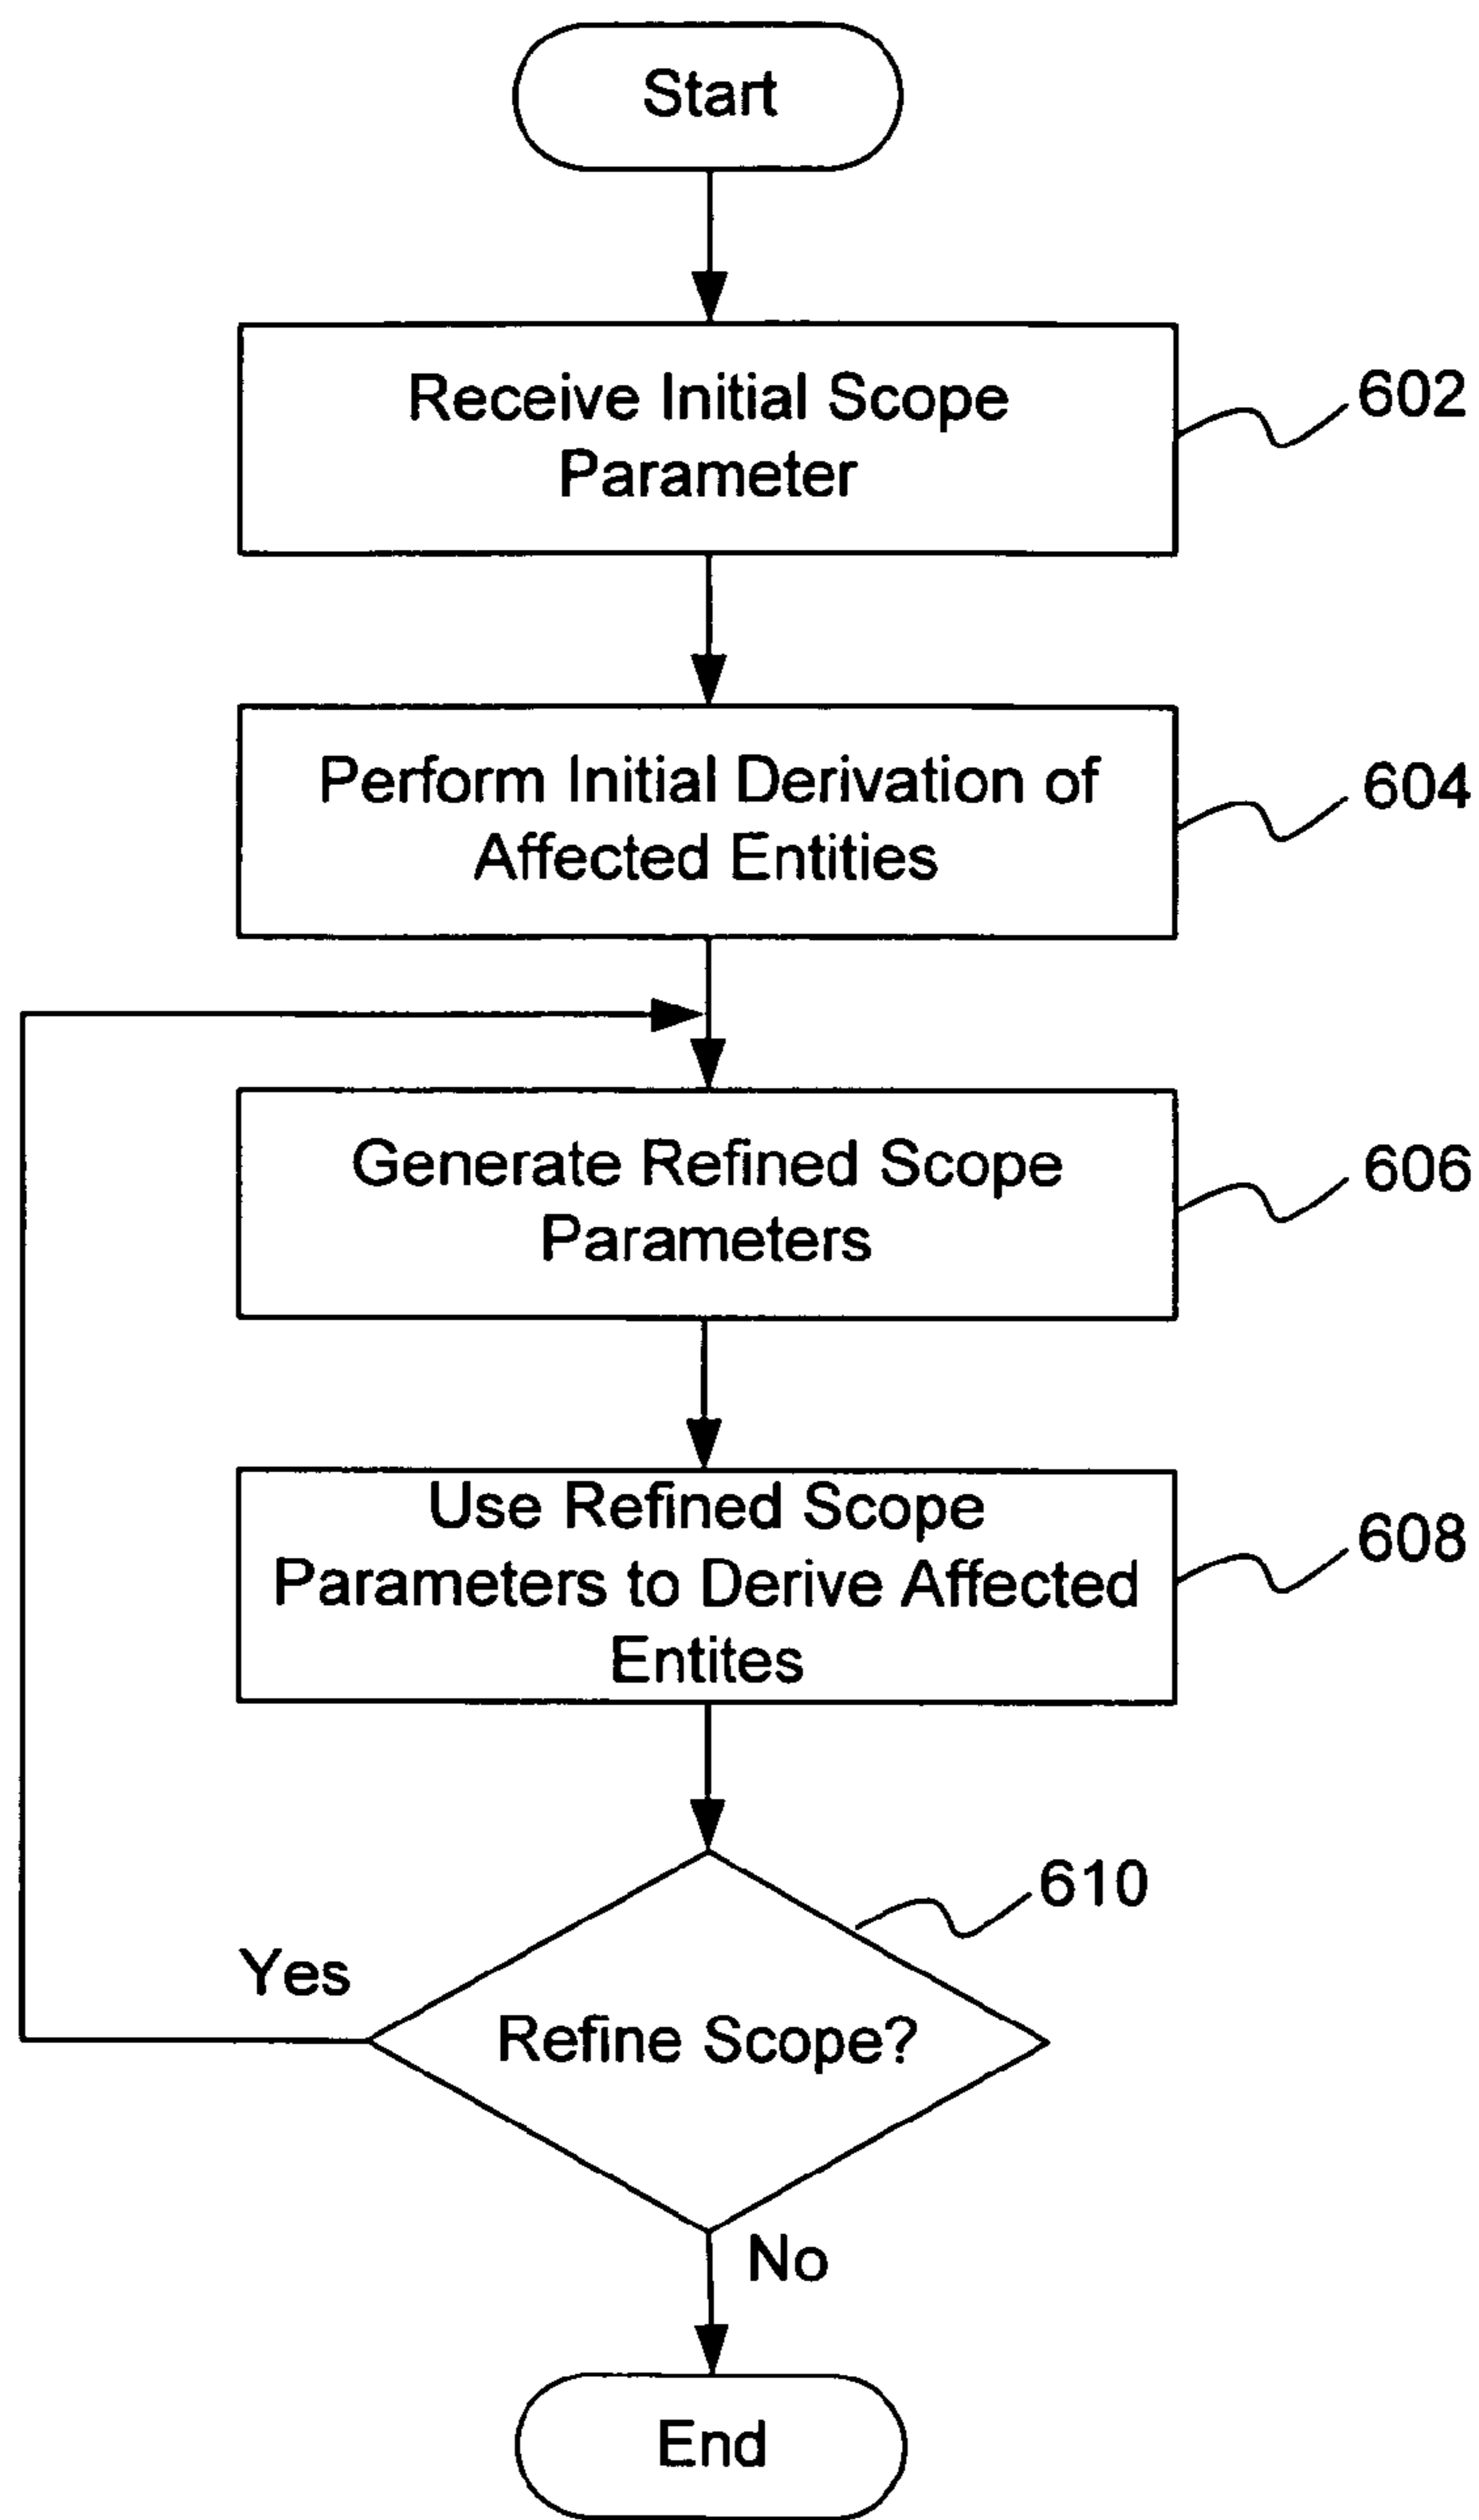 Start
Receive Initial Scope
Parameter
602
Perform Initial Derivation of
Affected Entities
604
Generate Refined Scope
Parameters
606
Use Refined Scope
Parameters to Derive Affected
Entites
608
610
Yes
Refine Scope?
No
End